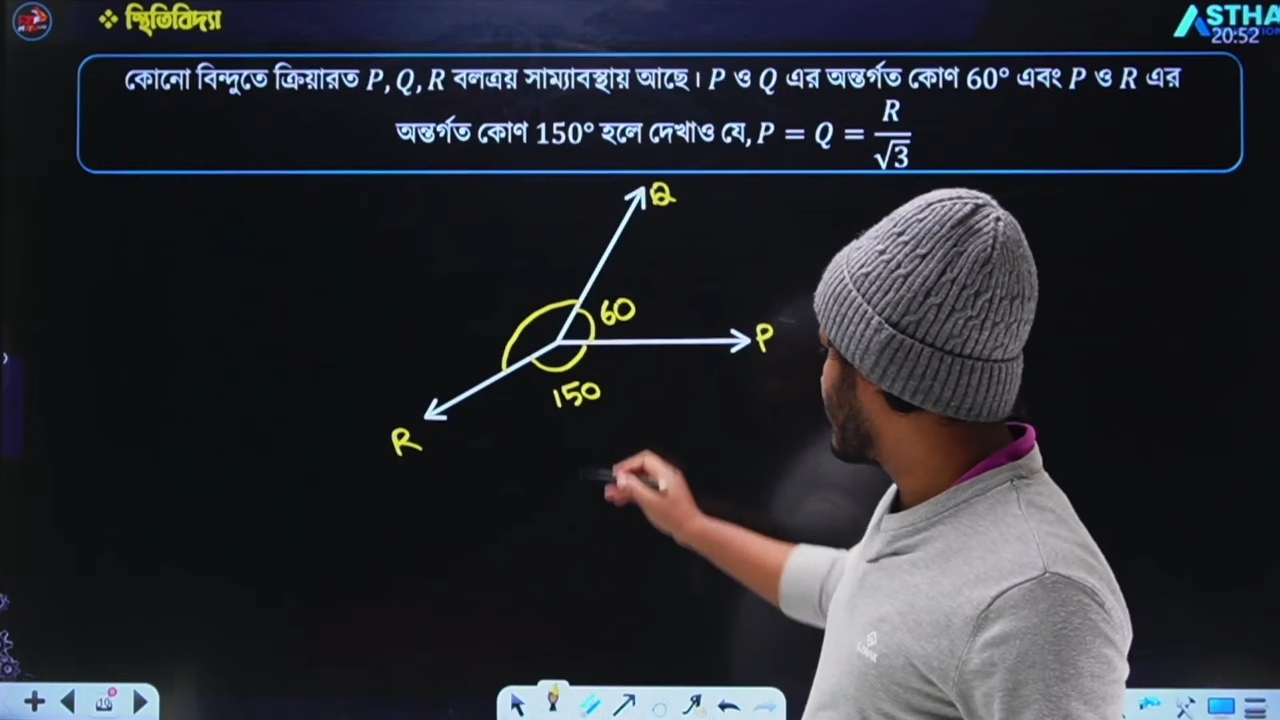 ❖ স্থিতিবিদ্যা
ASTHA
20:52
কোনো বিন্দুতে ক্রিয়ারত P, Q, R বলত্রয় সাম্যাবস্থায় আছে। P ও Q এর অন্তর্গত কোণ 60° এবং P ও R এর
অন্তর্গত কোণ 150° হলে দেখাও যে, P = Q = R/√3
Q
60
P
150
R